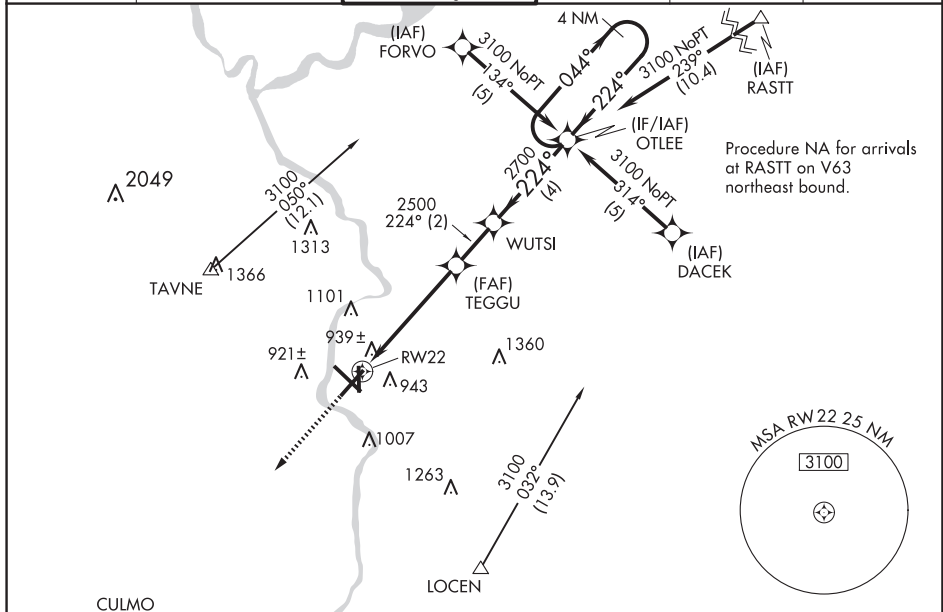 4 NM
(IAF)
FORVO
3100 NoPT
134°
(5)
044°
224°
3100 NoPT
239°
(10.4)
(IAF)
RASTT
(IF/IAF)
OTLEE
Procedure NA for arrivals
at RASTT on V63
northeast bound.
2700
224°
(4)
3100 NoPT
314°
(5)
(IAF)
DACEK
2049
3100
050°
(12.1)
1313
2500
224° (2)
WUTSI
1366
TAVNE
(FAF)
TEGGU
1101
939±
921±
RW22
1360
943
1007
1263
3100
032°
(13.9)
LOCEN
MSA RW22 25 NM
3100
CULMO